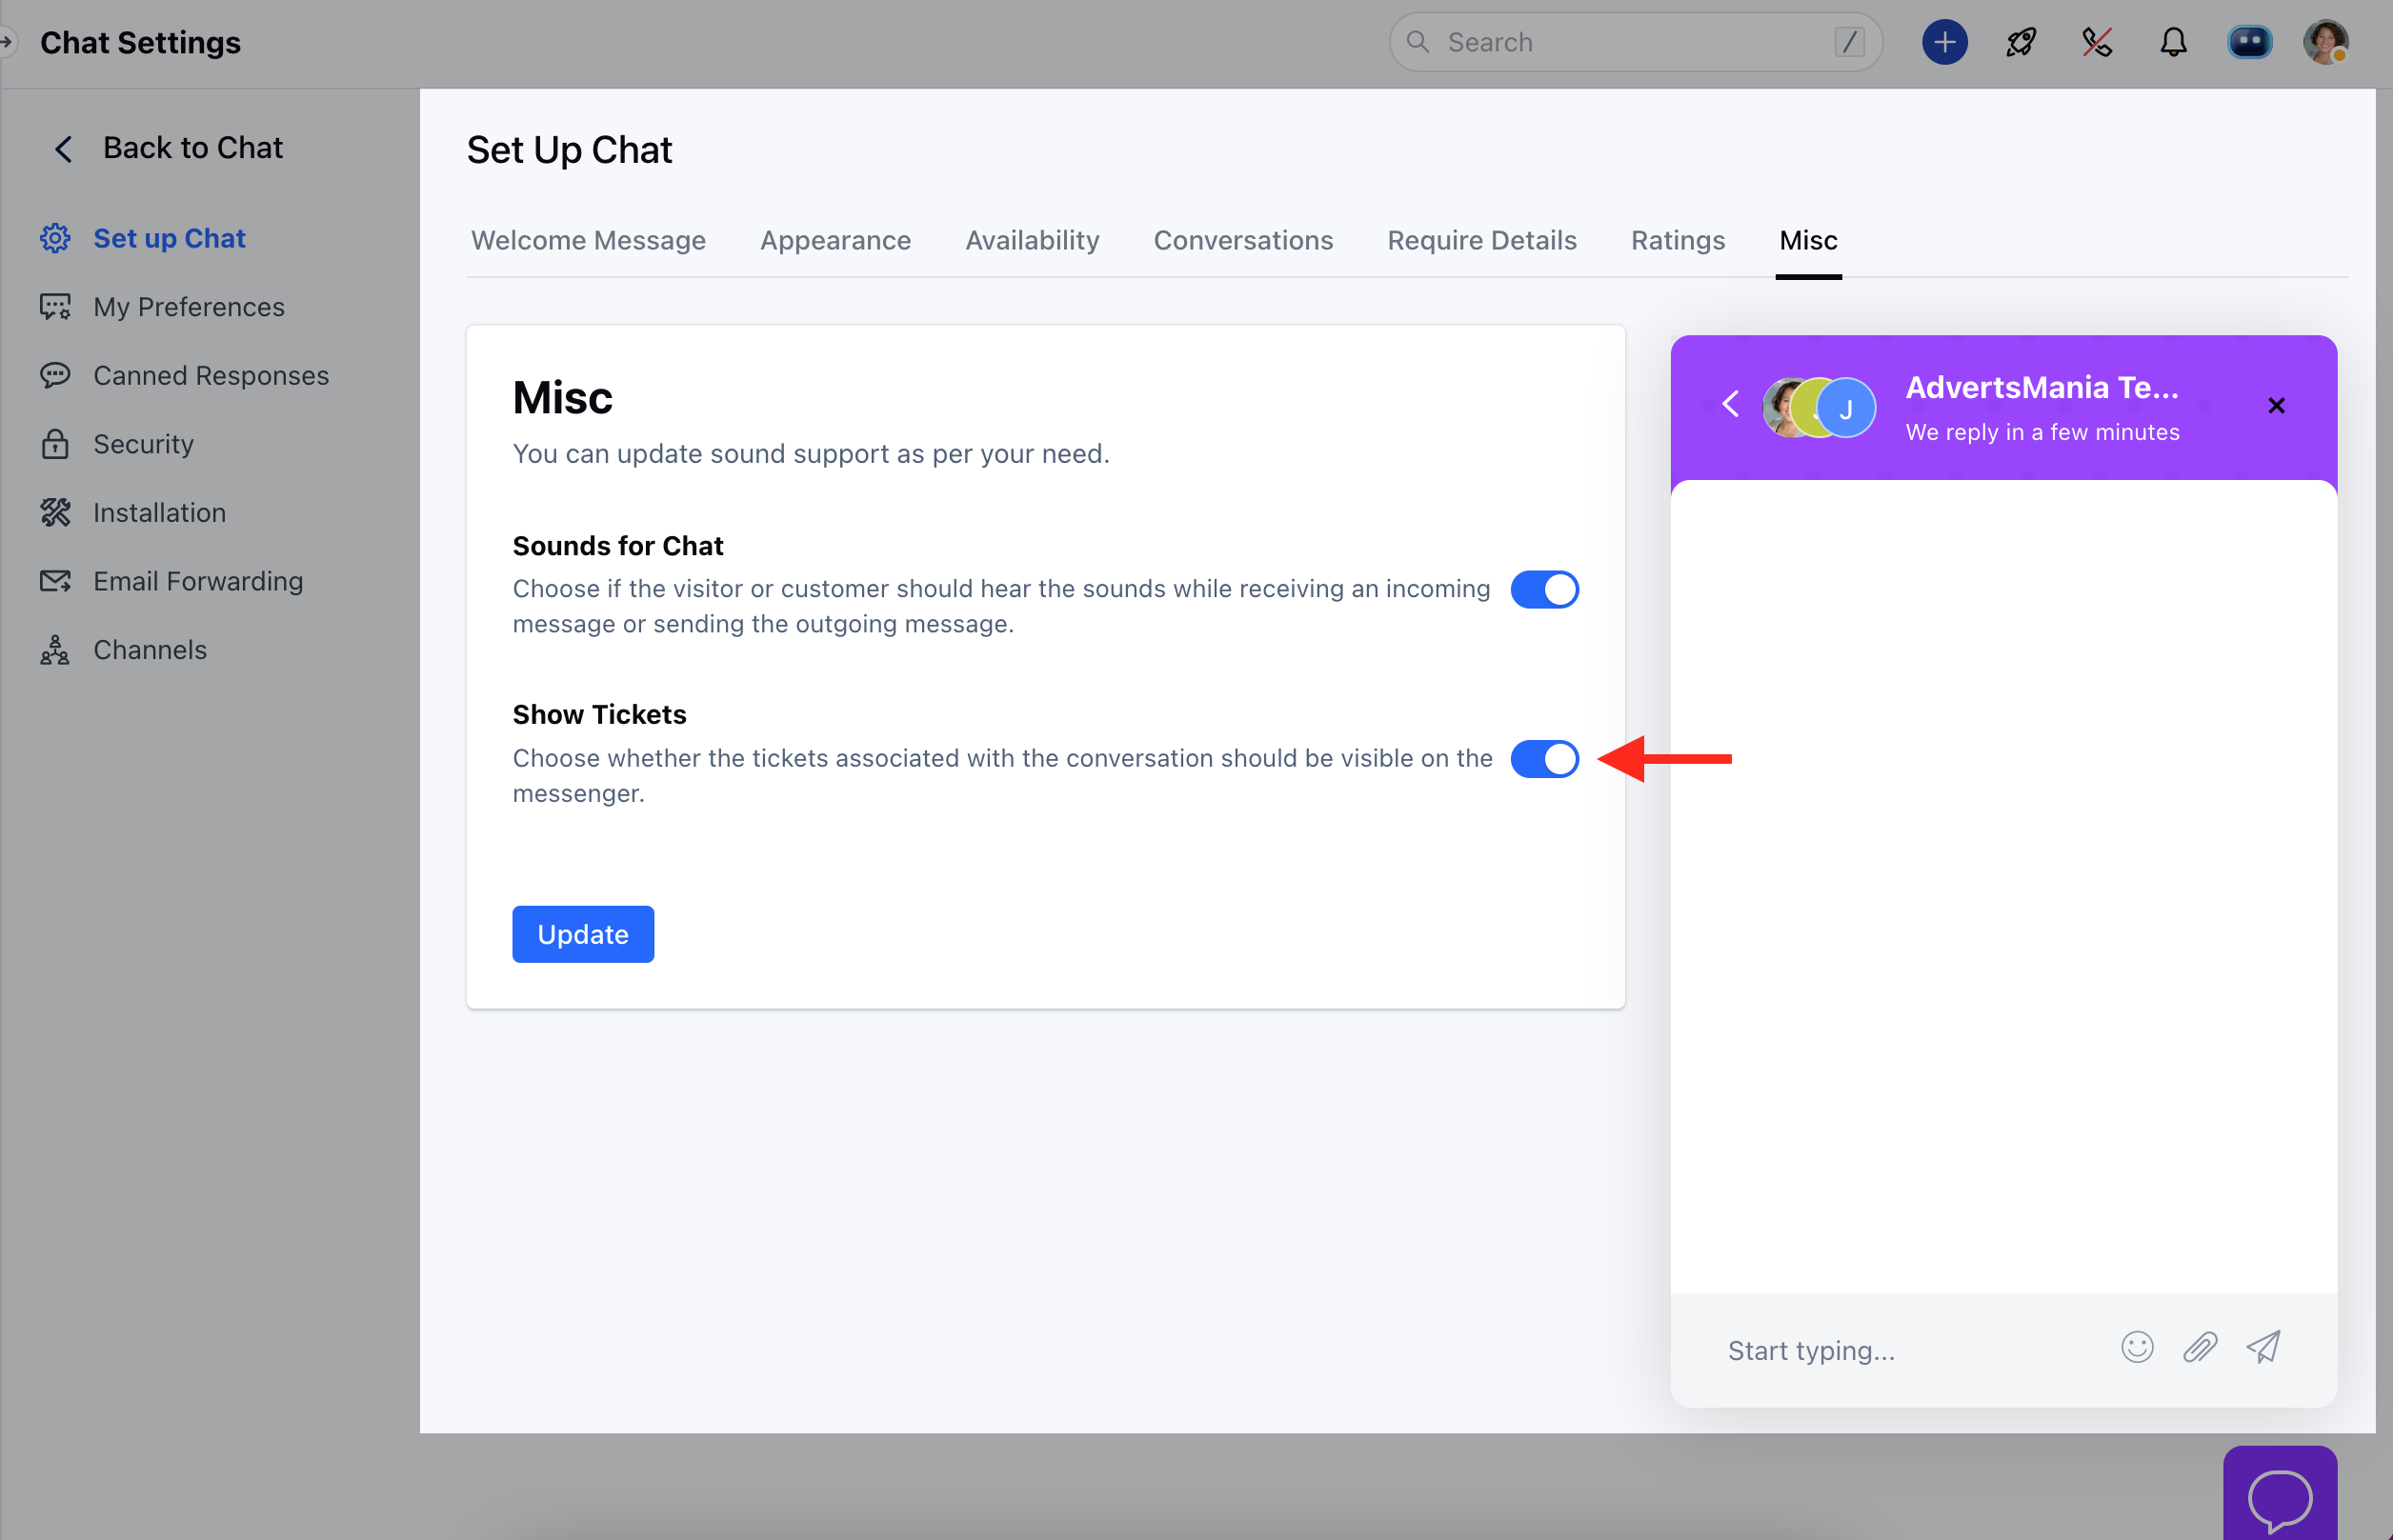 Chat Settings
Search
/
Back to Chat
Set up Chat
My Preferences
Canned Responses
Security
Installation
Email Forwarding
Channels
Set Up Chat
Welcome Message
Appearance
Availability
Conversations
Require Details
Ratings
Misc
Misc
You can update sound support as per your need.
Sounds for Chat
Choose if the visitor or customer should hear the sounds while receiving an incoming
message or sending the outgoing message.
Show Tickets
Choose whether the tickets associated with the conversation should be visible on the
messenger.
Update
J
AdvertsMania Te...
We reply in a few minutes
Start typing...